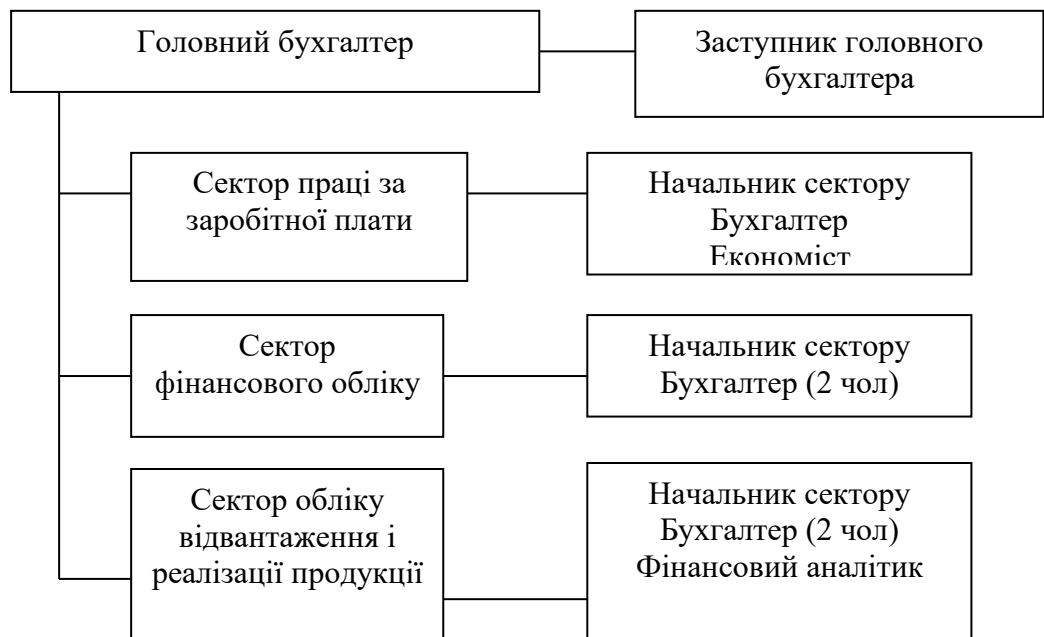 Головний бухгалтер
Заступник головного
бухгалтера
Сектор праці за
заробітної плати
Начальник сектору
Бухгалтер
Економіст
Сектор
фінансового обліку
Начальник сектору
Бухгалтер (2 чол)
Сектор обліку
відвантаження і
реалізації продукції
Начальник сектору
Бухгалтер (2 чол)
Фінансовий аналітик